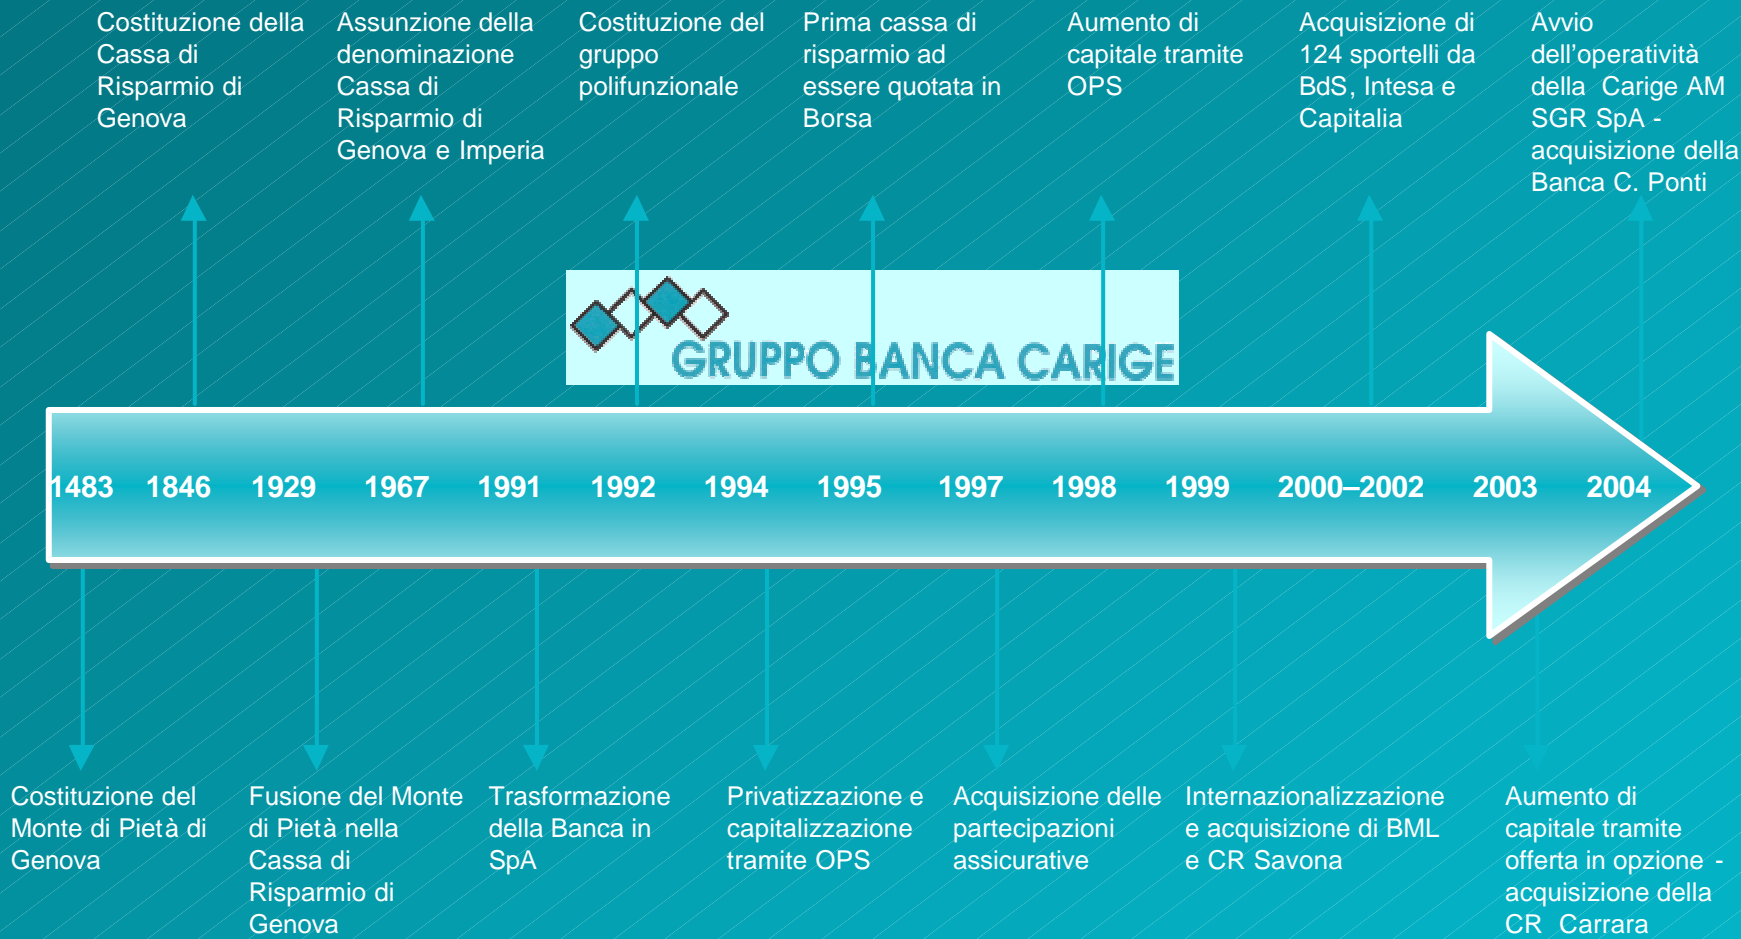 Costituzione della
Cassa di
Risparmio di
Genova
Assunzione della
denominazione
Cassa di
Risparmio di
Genova e Imperia
Costituzione del
gruppo
polifunzionale
Prima cassa di
risparmio ad
essere quotata in
Borsa
Aumento di
capitale tramite
OPS
Acquisizione di
124 sportelli da
BdS, Intesa e
Capitalia
Avvio
dell'operatività
della Carige AM
SGR SpA -
acquisizione della
Banca C. Ponti
GRUPPO BANCA CARIGE
1483 1846 1929 1967 1991 1992 1994 1995 1997 1998 1999 2000–2002 2003 2004
Costituzione del
Monte di Pietà di
Genova
Fusione del Monte
di Pietà nella
Cassa di
Risparmio di
Genova
Trasformazione
della Banca in
SpA
Privatizzazione e
capitalizzazione
tramite OPS
Acquisizione delle
partecipazioni
assicurative
Internazionalizzazione
e acquisizione di BML
e CR Savona
Aumento di
capitale tramite
offerta in opzione -
acquisizione della
CR Carrara